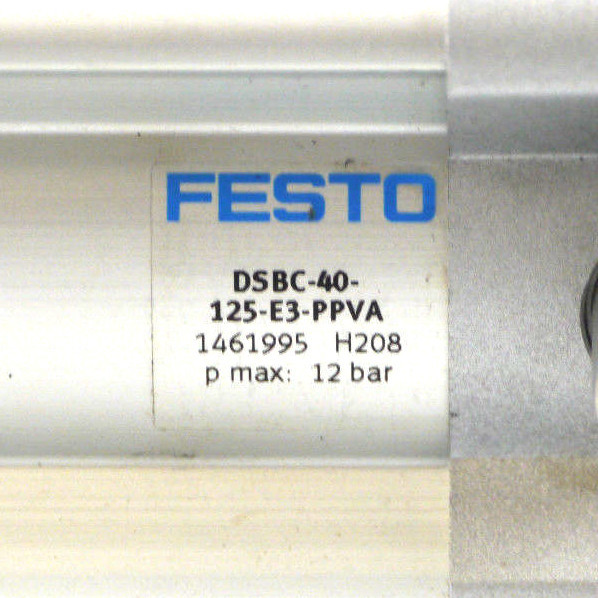 FESTO
DSBC-40-
125-E3-PPVA
1461995 H208
p max: 12 bar